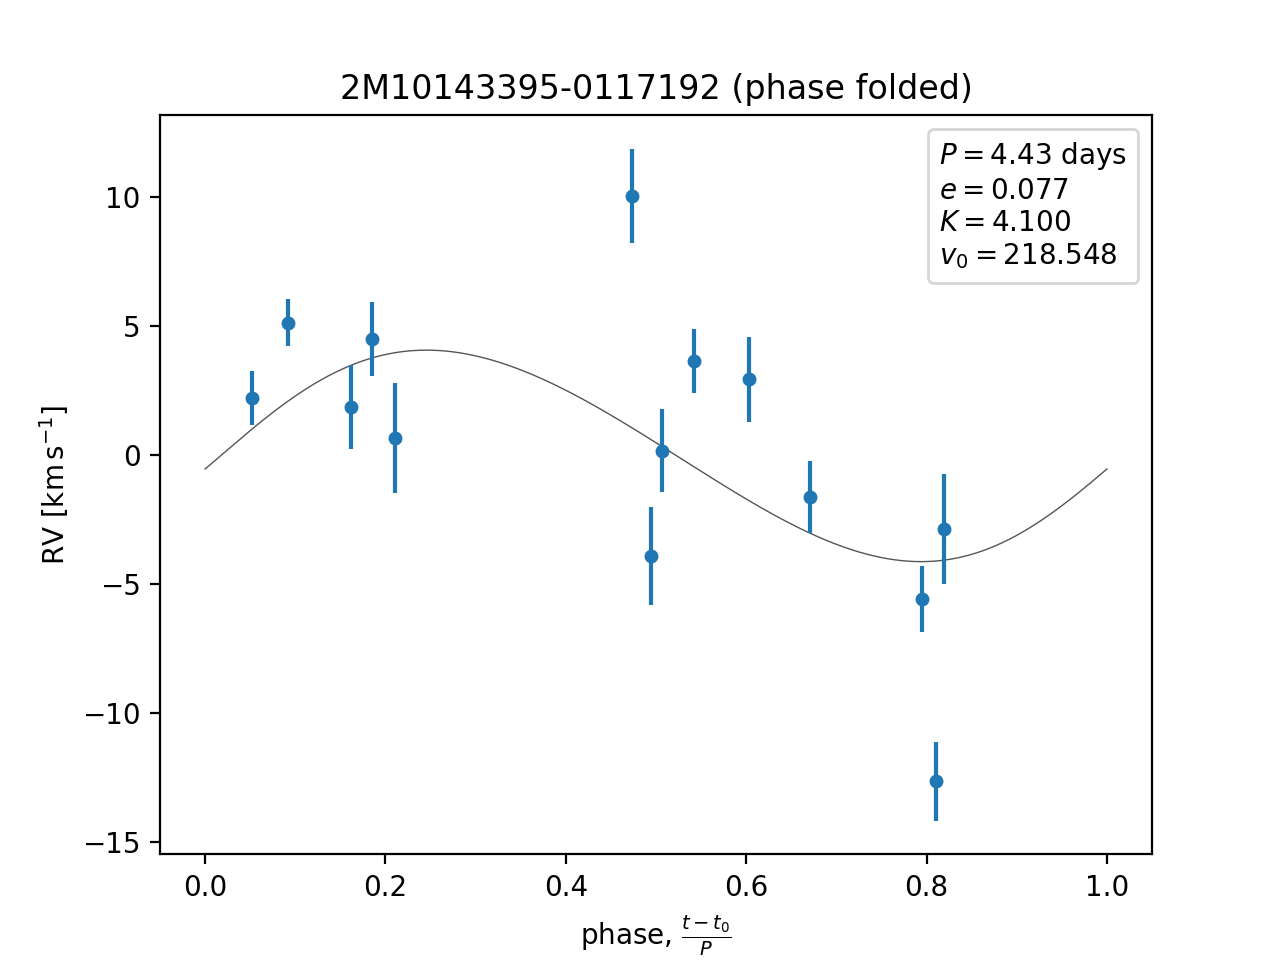 2M10143395-0117192 (phase folded)
P = 4.43 days
e = 0.077
K = 4.100
v₀ = 218.548
10
5
0
−5
−10
−15
RV [km s⁻¹]
0.0 0.2 0.4 0.6 0.8 1.0
phase, (t − t₀)/P